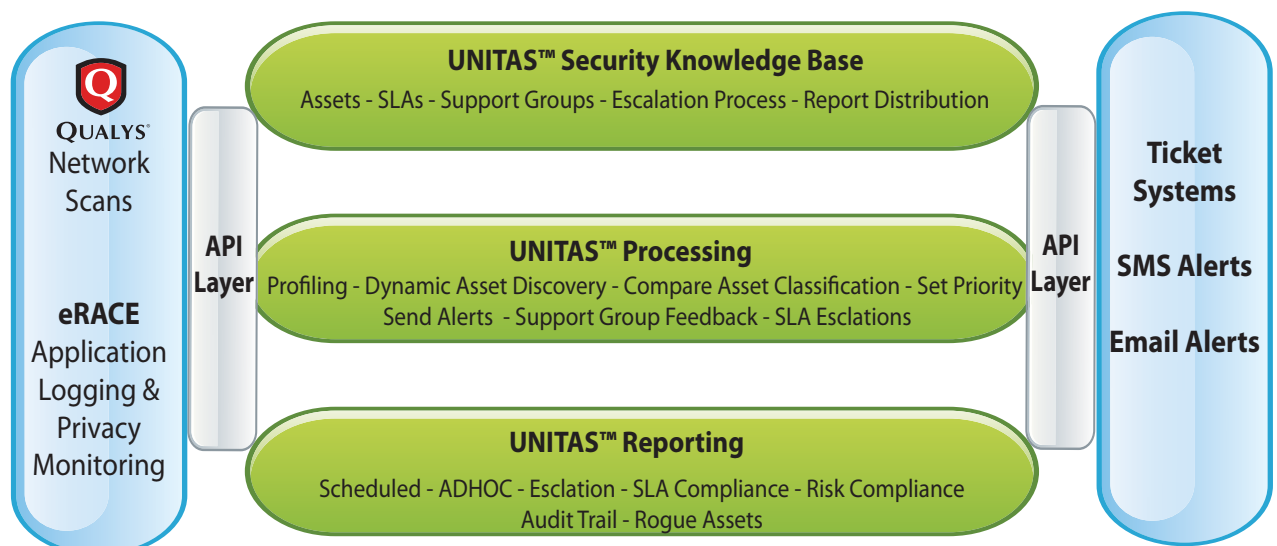 Q
QUALYS®
Network
Scans
eRACE
Application
Logging &
Privacy
Monitoring
API
Layer
UNITAS™ Security Knowledge Base
Assets - SLAs - Support Groups - Escalation Process - Report Distribution
UNITAS™ Processing
Profiling - Dynamic Asset Discovery - Compare Asset Classification - Set Priority
Send Alerts - Support Group Feedback - SLA Esclations
UNITAS™ Reporting
Scheduled - ADHOC - Esclation - SLA Compliance - Risk Compliance
Audit Trail - Rogue Assets
API
Layer
Ticket
Systems
SMS Alerts
Email Alerts